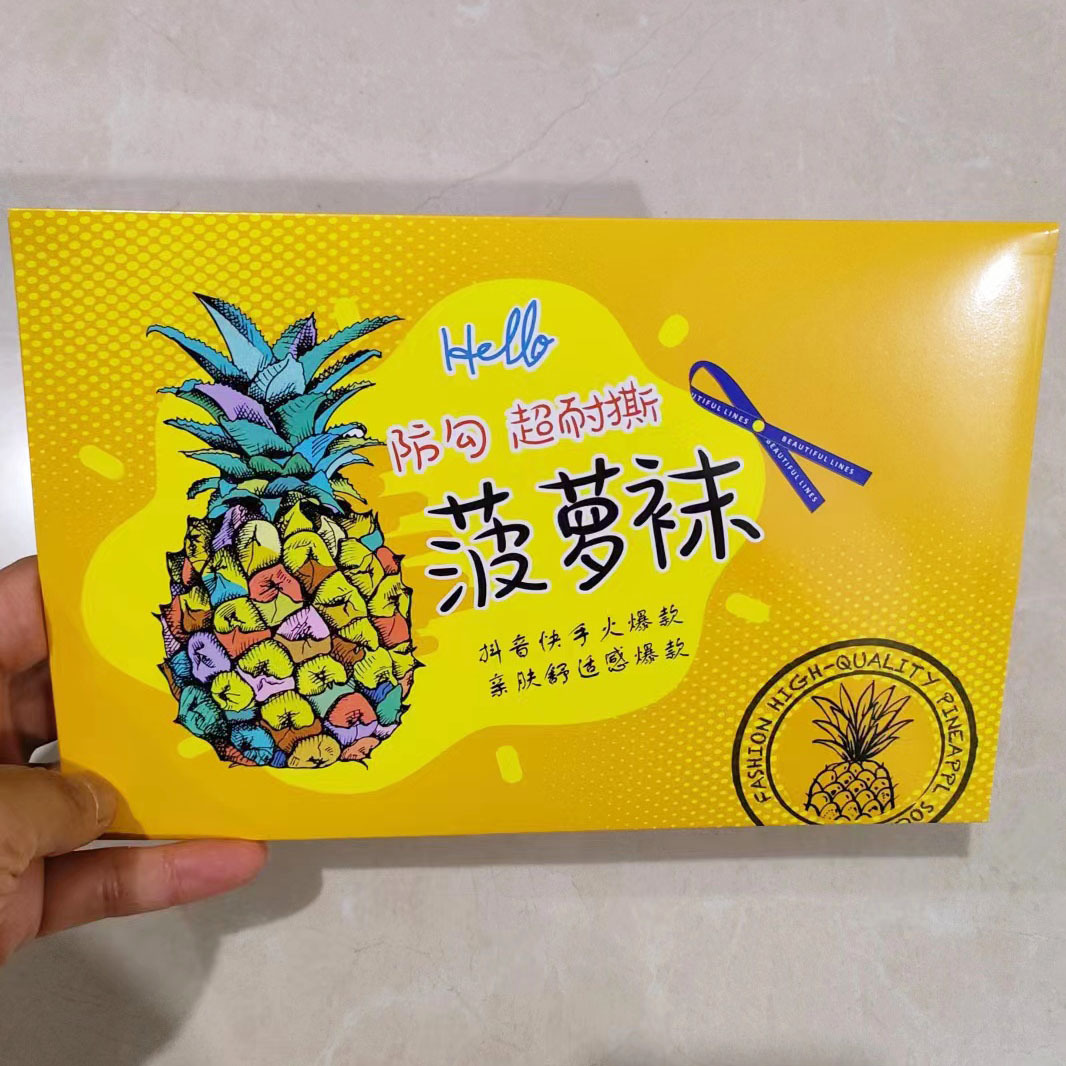 Hello
防勾 超耐撕
菠萝袜
抖音快手火爆款
亲肤舒适感爆款
BEAUTIFUL LINES
BEAUTIFUL LINES
FASHION HIGH-QUALITY PINEAPPL